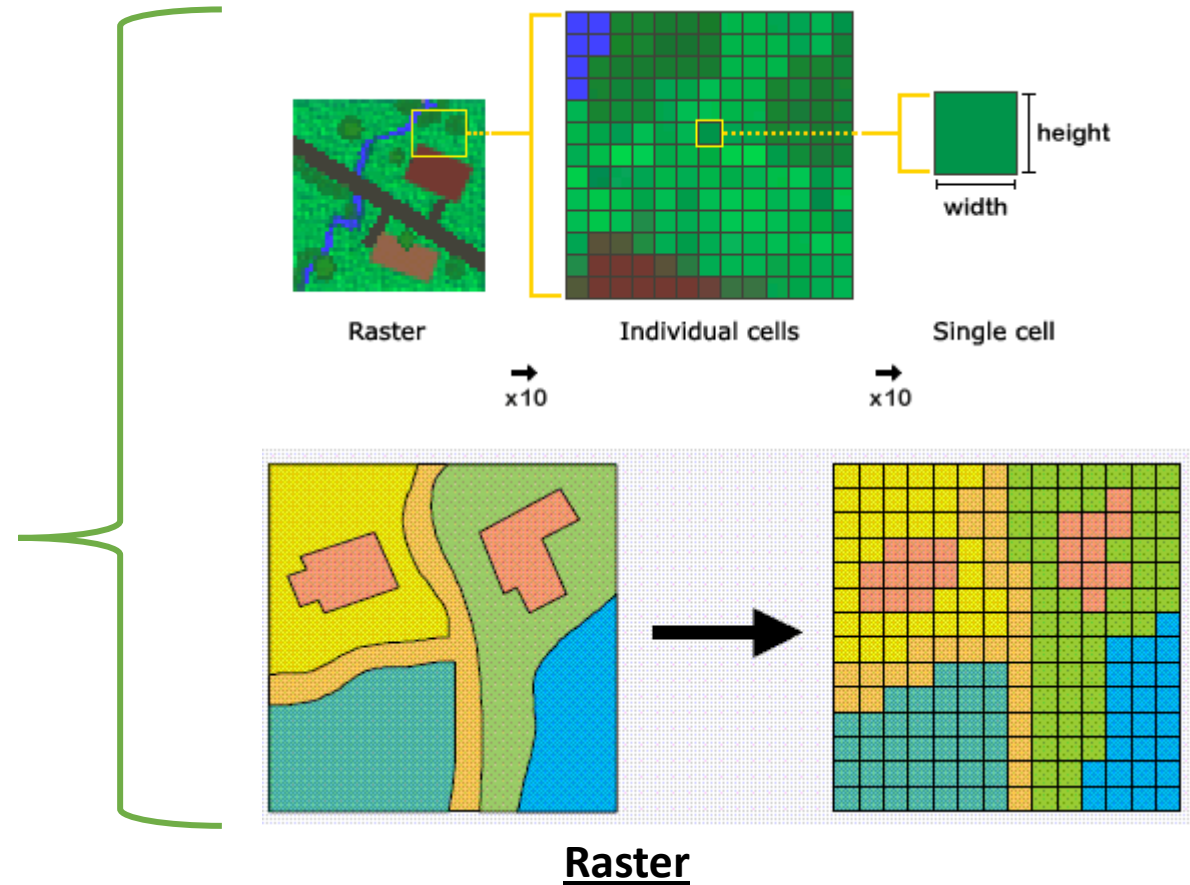 height
width
Raster Individual cells Single cell
x10 x10
Raster